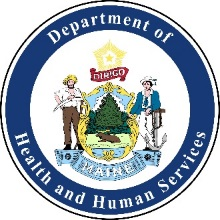 Department of
DIRIGO
MAINE
Health and Human Services